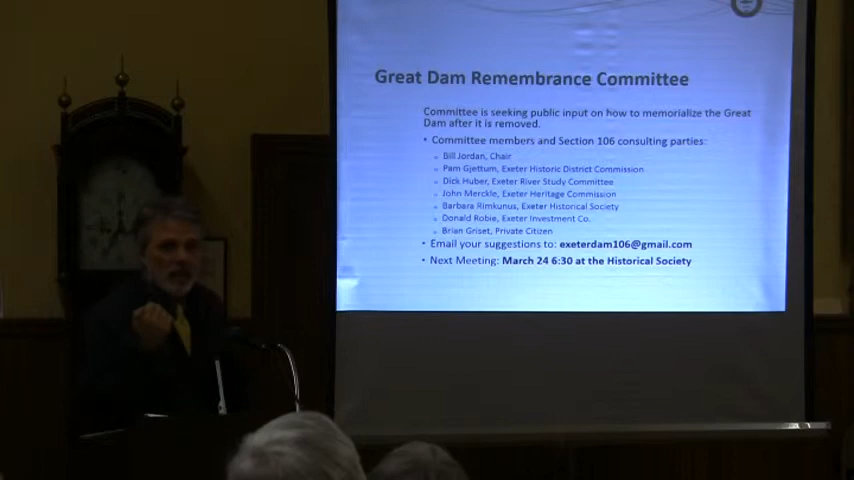 Great Dam Remembrance Committee
Committee is seeking public input on how to memorialize the Great
Dam after it is removed.
• Committee members and Section 106 consulting parties:
Bill Jordan, Chair
Pam Gjettum, Exeter Historic District Commission
Dick Huber, Exeter River Study Committee
John Merckle, Exeter Heritage Commission
Barbara Rimkunus, Exeter Historical Society
Donald Robie, Exeter Investment Co.
Brian Griset, Private Citizen
• Email your suggestions to: exeterdam106@gmail.com
• Next Meeting: March 24 6:30 at the Historical Society